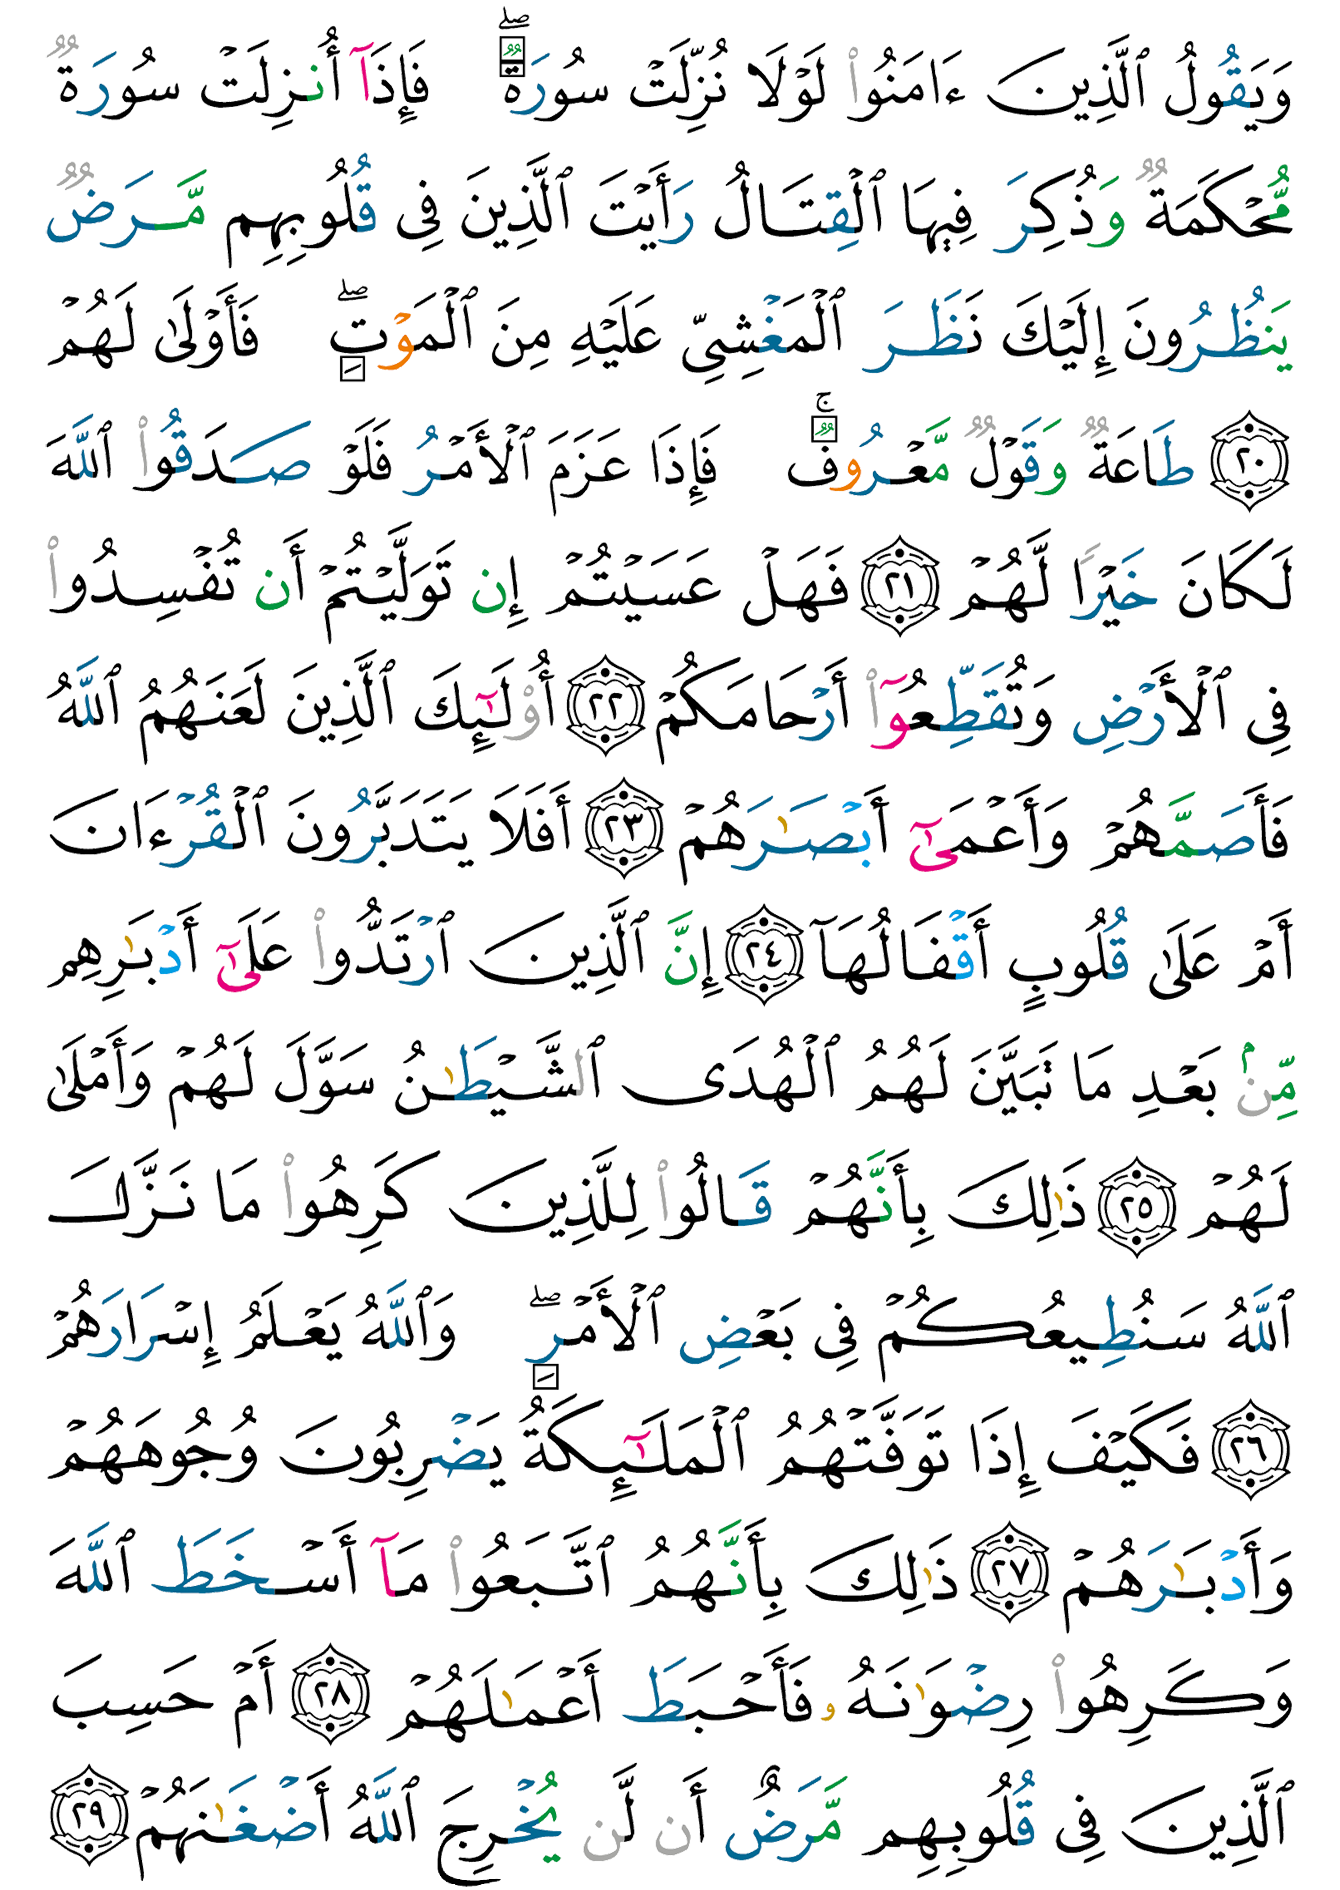 وَيَقُولُ ٱلَّذِينَ ءَامَنُوا۟ لَوْلَا نُزِّلَتْ سُورَةٌ ۖ فَإِذَآ أُنزِلَتْ سُورَةٌ
مُّحْكَمَةٌ وَذُكِرَ فِيهَا ٱلْقِتَالُ رَأَيْتَ ٱلَّذِينَ فِى قُلُوبِهِم مَّرَضٌ
يَنظُرُونَ إِلَيْكَ نَظَرَ ٱلْمَغْشِىِّ عَلَيْهِ مِنَ ٱلْمَوْتِ ۖ فَأَوْلَىٰ لَهُمْ
٢٠ طَاعَةٌ وَقَوْلٌ مَّعْرُوفٌ ۚ فَإِذَا عَزَمَ ٱلْأَمْرُ فَلَوْ صَدَقُوا۟ ٱللَّهَ
لَكَانَ خَيْرًا لَّهُمْ ٢١ فَهَلْ عَسَيْتُمْ إِن تَوَلَّيْتُمْ أَن تُفْسِدُوا۟
فِى ٱلْأَرْضِ وَتُقَطِّعُوٓا۟ أَرْحَامَكُمْ ٢٢ أُو۟لَـٰٓئِكَ ٱلَّذِينَ لَعَنَهُمُ ٱللَّهُ
فَأَصَمَّهُمْ وَأَعْمَىٰٓ أَبْصَـٰرَهُمْ ٢٣ أَفَلَا يَتَدَبَّرُونَ ٱلْقُرْءَانَ
أَمْ عَلَىٰ قُلُوبٍ أَقْفَالُهَآ ٢٤ إِنَّ ٱلَّذِينَ ٱرْتَدُّوا۟ عَلَىٰٓ أَدْبَـٰرِهِم
مِّنۢ بَعْدِ مَا تَبَيَّنَ لَهُمُ ٱلْهُدَى ٱلشَّيْطَـٰنُ سَوَّلَ لَهُمْ وَأَمْلَىٰ
لَهُمْ ٢٥ ذَٰلِكَ بِأَنَّهُمْ قَالُوا۟ لِلَّذِينَ كَرِهُوا۟ مَا نَزَّلَ
ٱللَّهُ سَنُطِيعُكُمْ فِى بَعْضِ ٱلْأَمْرِ ۖ وَٱللَّهُ يَعْلَمُ إِسْرَارَهُمْ
٢٦ فَكَيْفَ إِذَا تَوَفَّتْهُمُ ٱلْمَلَـٰٓئِكَةُ يَضْرِبُونَ وُجُوهَهُمْ
وَأَدْبَـٰرَهُمْ ٢٧ ذَٰلِكَ بِأَنَّهُمُ ٱتَّبَعُوا۟ مَآ أَسْخَطَ ٱللَّهَ
وَكَرِهُوا۟ رِضْوَٰنَهُۥ فَأَحْبَطَ أَعْمَـٰلَهُمْ ٢٨ أَمْ حَسِبَ
ٱلَّذِينَ فِى قُلُوبِهِم مَّرَضٌ أَن لَّن يُخْرِجَ ٱللَّهُ أَضْغَـٰنَهُمْ ٢٩